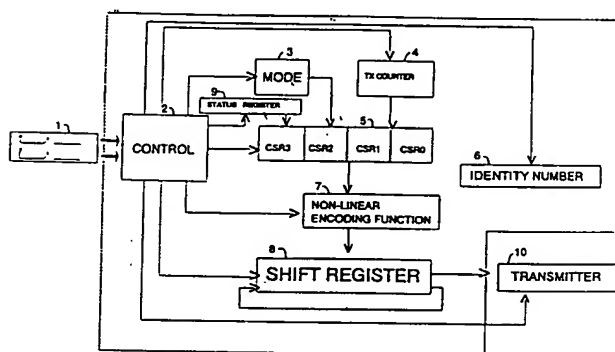 3
4
MODE
TX COUNTER
9
STATUS REGISTER
1
2
CONTROL
5
CSR3 CSR2 CSR1 CSR0
6
IDENTITY NUMBER
7
NON-LINEAR
ENCODING FUNCTION
8
SHIFT REGISTER
10
TRANSMITTER